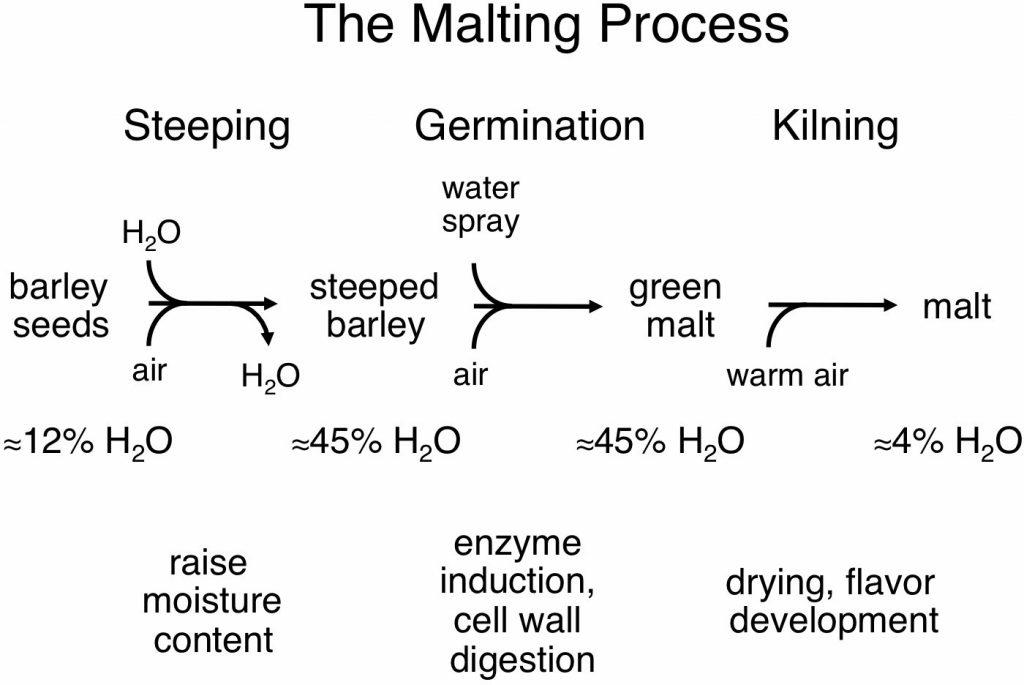 The Malting Process
Steeping Germination Kilning
water
spray
H₂O
barley
seeds
air
H₂O
steeped
barley
air
green
malt
warm air
malt
≈12% H₂O ≈45% H₂O ≈45% H₂O ≈4% H₂O
raise
moisture
content
enzyme
induction,
cell wall
digestion
drying, flavor
development